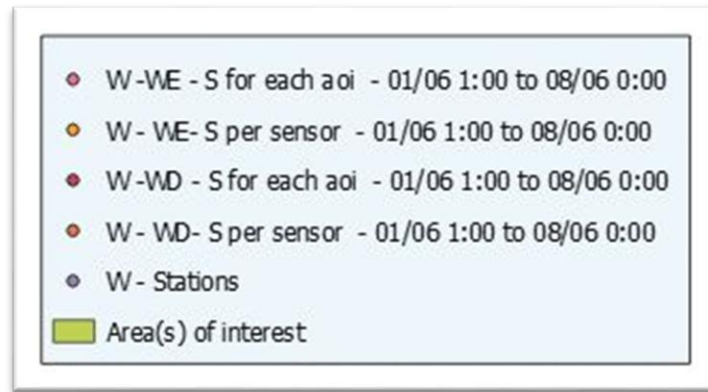 W -WE - S for each aoi - 01/06 1:00 to 08/06 0:00
W - WE- S per sensor - 01/06 1:00 to 08/06 0:00
W -WD - S for each aoi - 01/06 1:00 to 08/06 0:00
W - WD- S per sensor - 01/06 1:00 to 08/06 0:00
W - Stations
Area(s) of interest